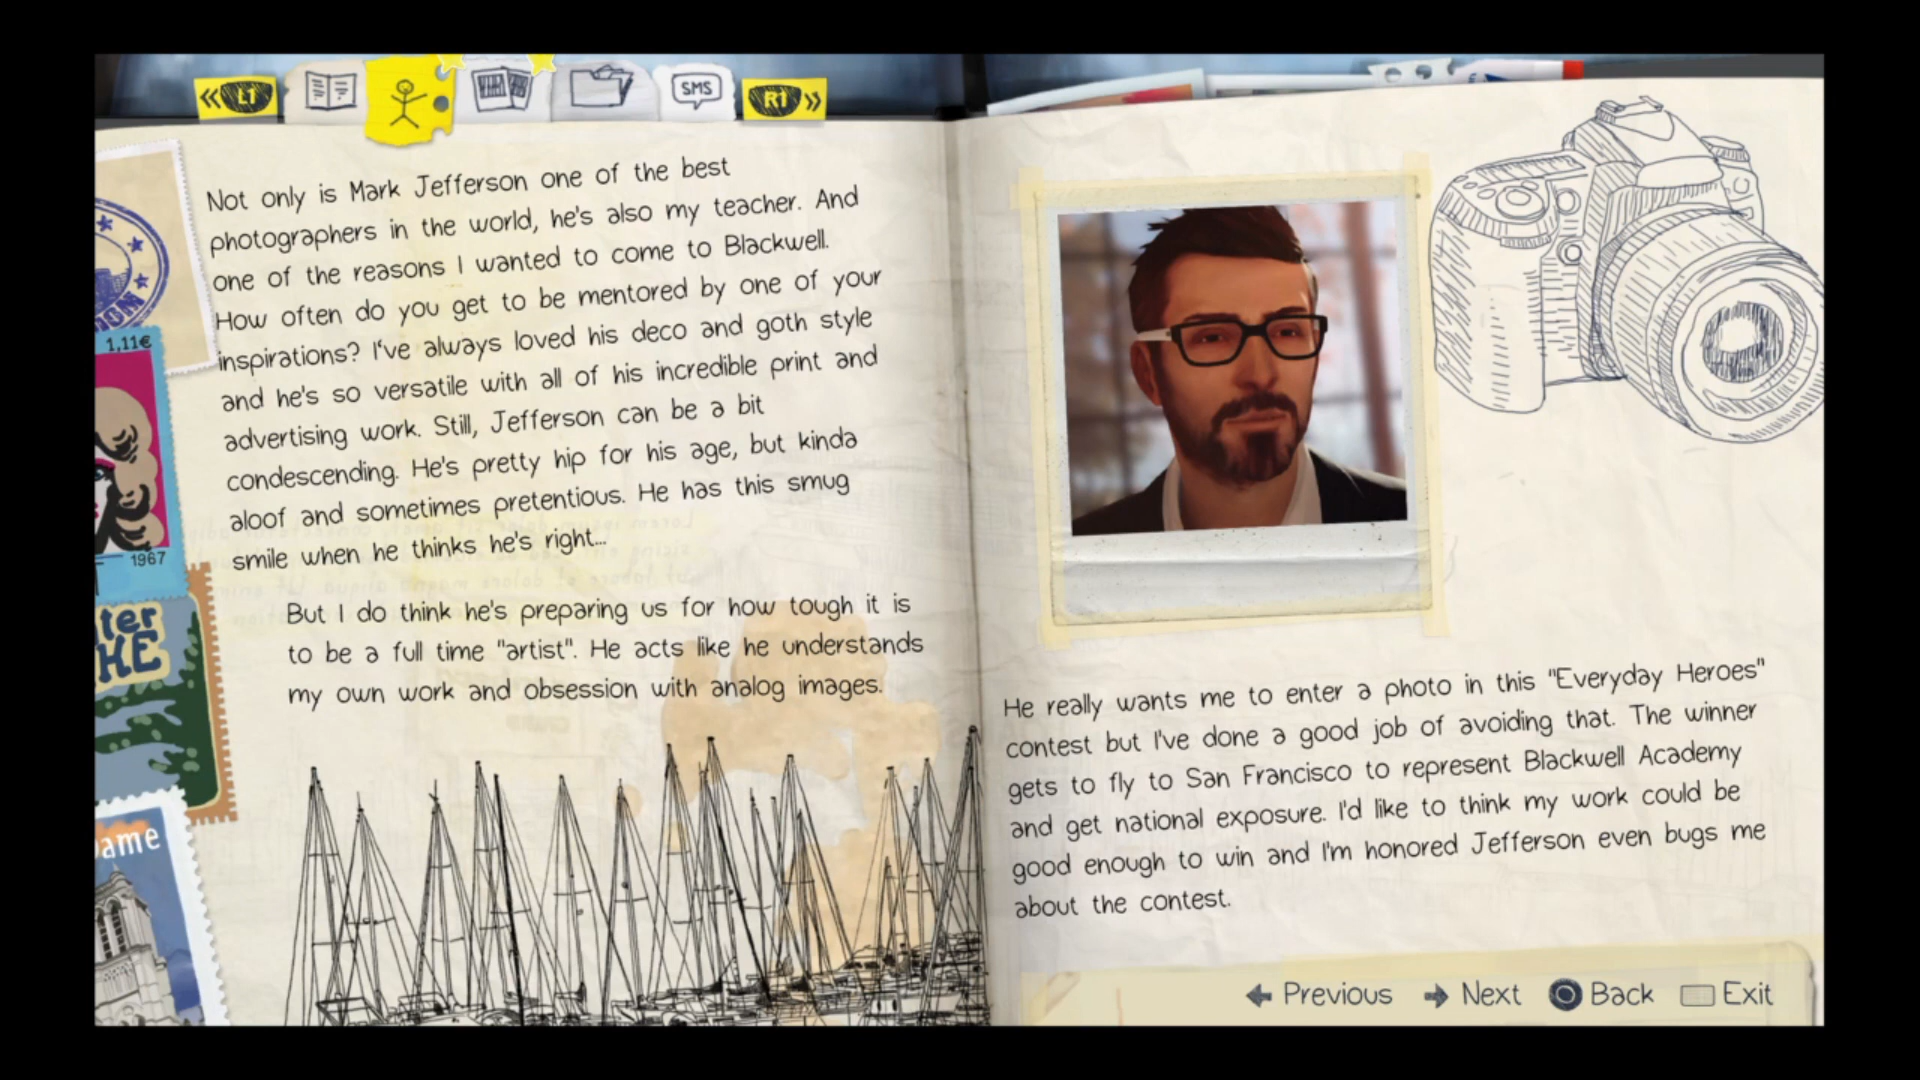 L1
SMS
R1
Not only is Mark Jefferson one of the best
photographers in the world, he's also my teacher. And
one of the reasons I wanted to come to Blackwell.
How often do you get to be mentored by one of your
inspirations? I've always loved his deco and goth style
and he's so versatile with all of his incredible print and
advertising work. Still, Jefferson can be a bit
condescending. He's pretty hip for his age, but kinda
aloof and sometimes pretentious. He has this smug
smile when he thinks he's right...
But I do think he's preparing us for how tough it is
to be a full time "artist". He acts like he understands
my own work and obsession with analog images.
1,11€
1967
ter
HE
ame
He really wants me to enter a photo in this "Everyday Heroes"
contest but I've done a good job of avoiding that. The winner
gets to fly to San Francisco to represent Blackwell Academy
and get national exposure. I'd like to think my work could be
good enough to win and I'm honored Jefferson even bugs me
about the contest.
Previous Next Back Exit